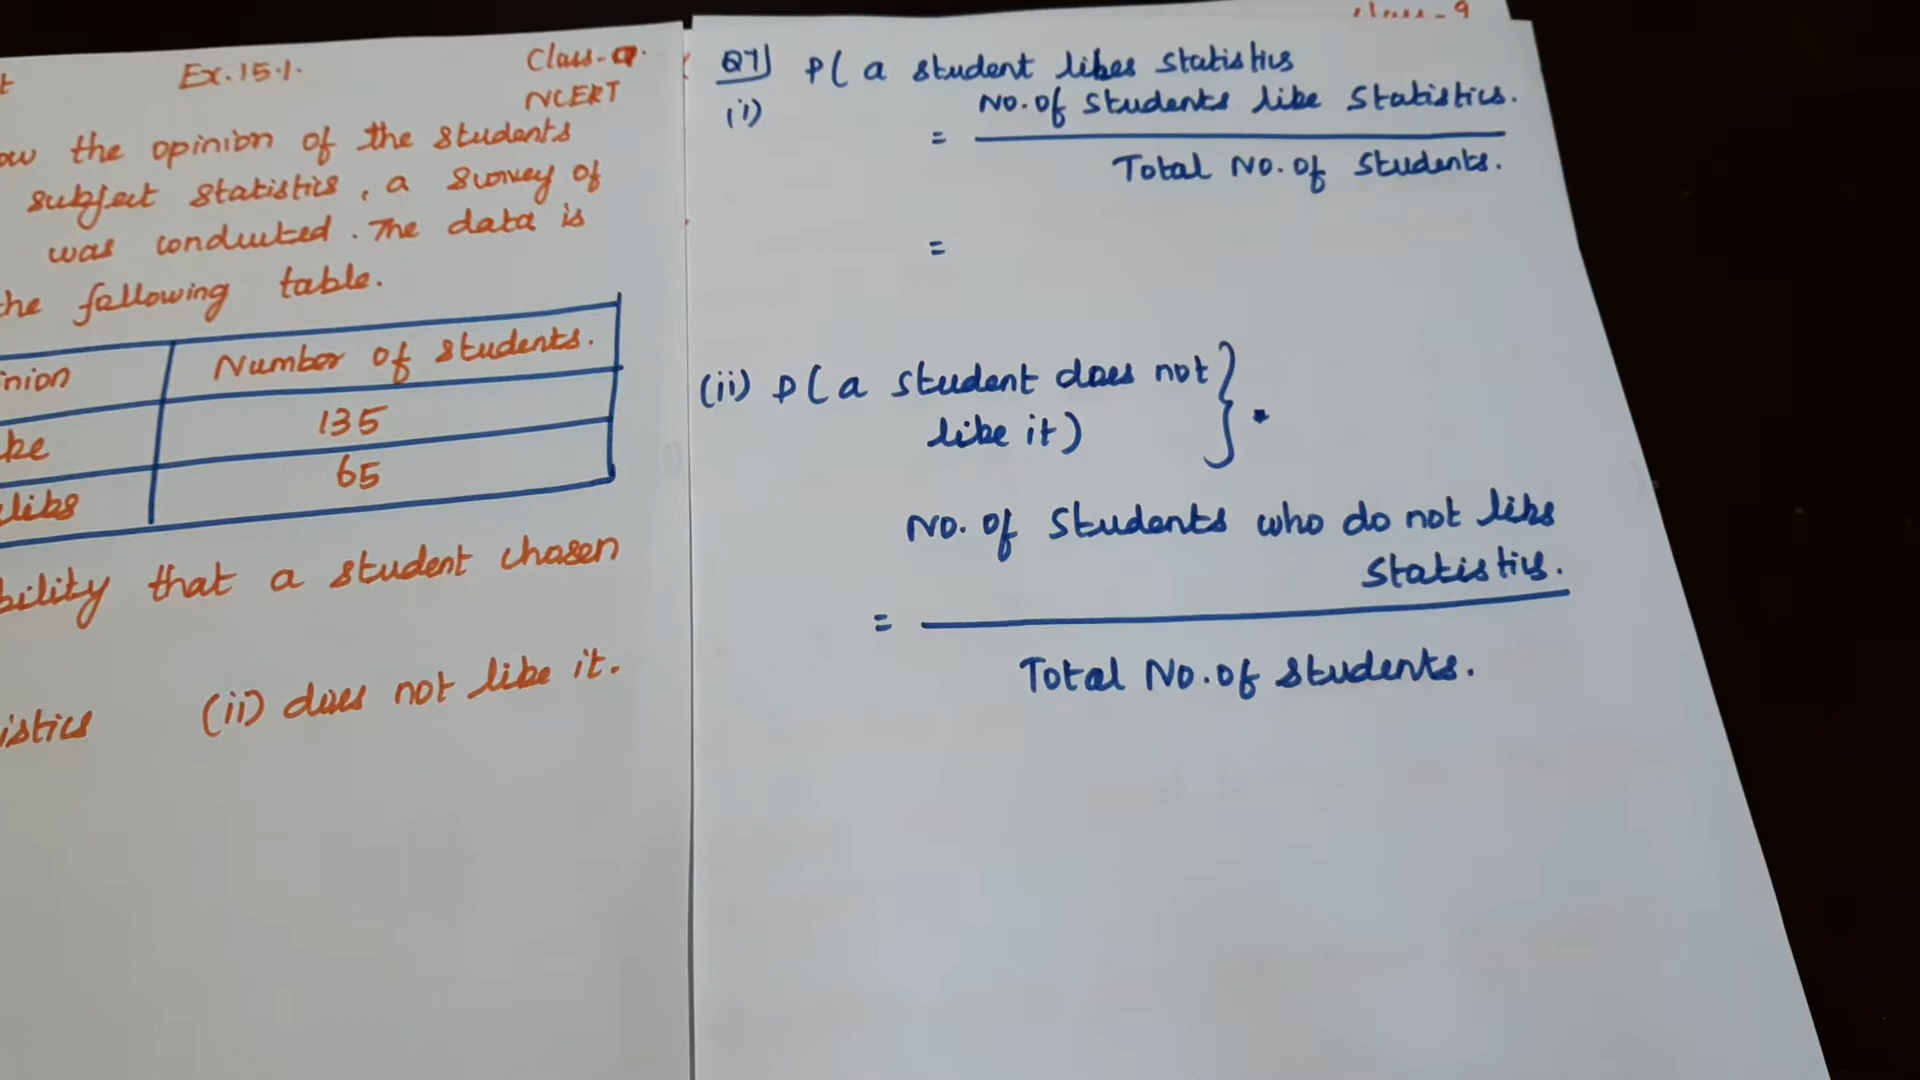 Ex.15.1.
Class-9.
NCERT
the opinion of the students
subject statistics, a survey of
was conducted. The data is
the following table.
Number of students.
135
65
that a student chosen
(ii) does not like it.
Class-9
Q7) P( a student likes statistics
(i)
No. of students like statistics.
=
Total No. of students.
=
(ii) P( a student does not
like it) } .
No. of students who do not like
statistics.
=
Total No. of students.